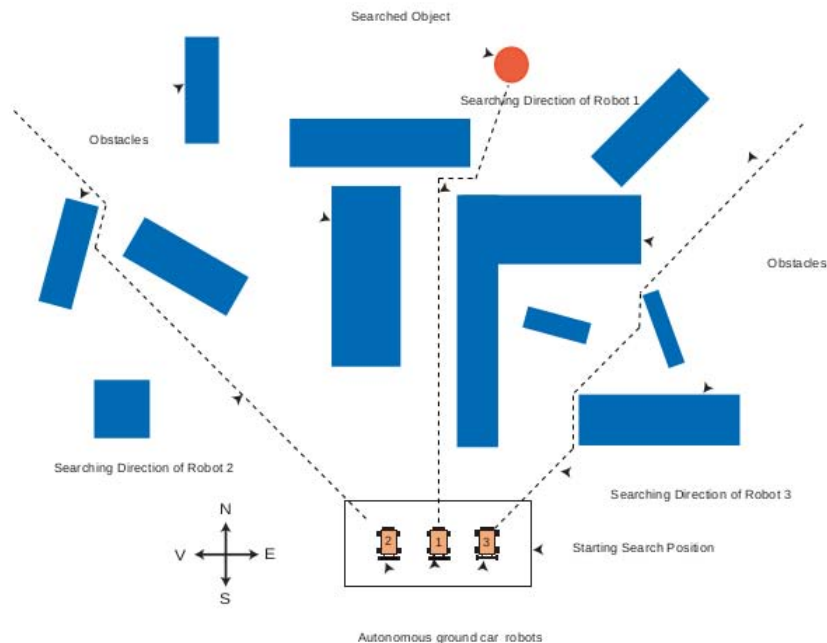 Searched Object
Searching Direction of Robot 1
Obstacles
Obstacles
Searching Direction of Robot 2
Searching Direction of Robot 3
N
V E
S
2 1 3
Starting Search Position
Autonomous ground car robots